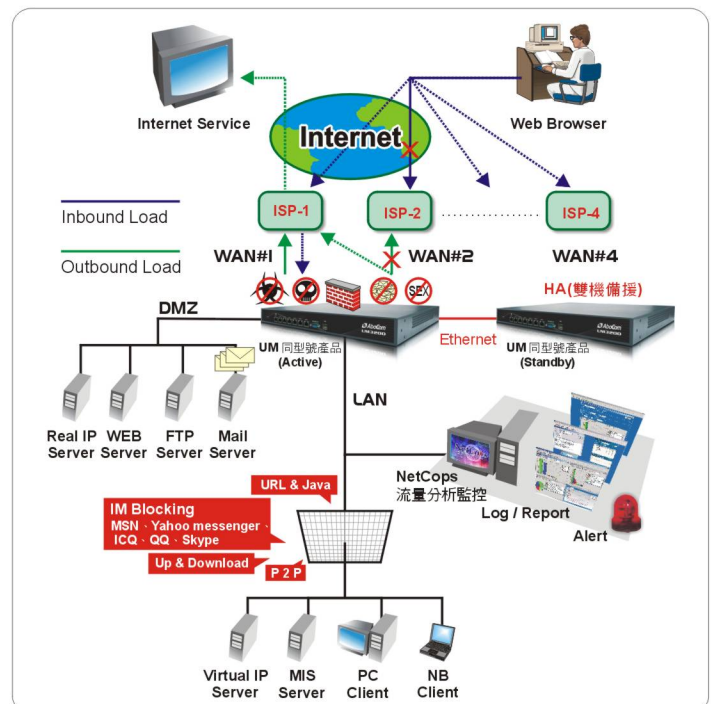 Internet Service
Internet
Web Browser
Inbound Load
Outbound Load
ISP-1
ISP-2
ISP-4
WAN#1
WAN#2
WAN#4
SEX
HA(雙機備援)
DMZ
AboCom
AboCom
Ethernet
UM 同型號產品
(Active)
UM 同型號產品
(Standby)
LAN
Real IP
Server
WEB
Server
FTP
Server
Mail
Server
NetCops
流量分析監控
Log / Report
Alert
URL & Java
IM Blocking
MSN、Yahoo messenger、
ICQ、QQ、Skype
Up & Download
P 2 P
Virtual IP
Server
MIS
Server
PC
Client
NB
Client